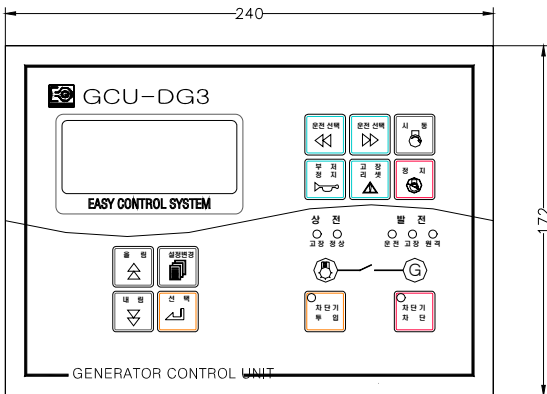 240
GCU-DG3
운전 선택
운전 선택
시 동
부 저
정 지
고 장
리 셋
정 지
EASY CONTROL SYSTEM
172
상 전
발 전
고장 정상
운전 고장 원격
올 림
설정변경
G
내 림
선 택
차단기
투 입
차단기
차 단
GENERATOR CONTROL UNIT